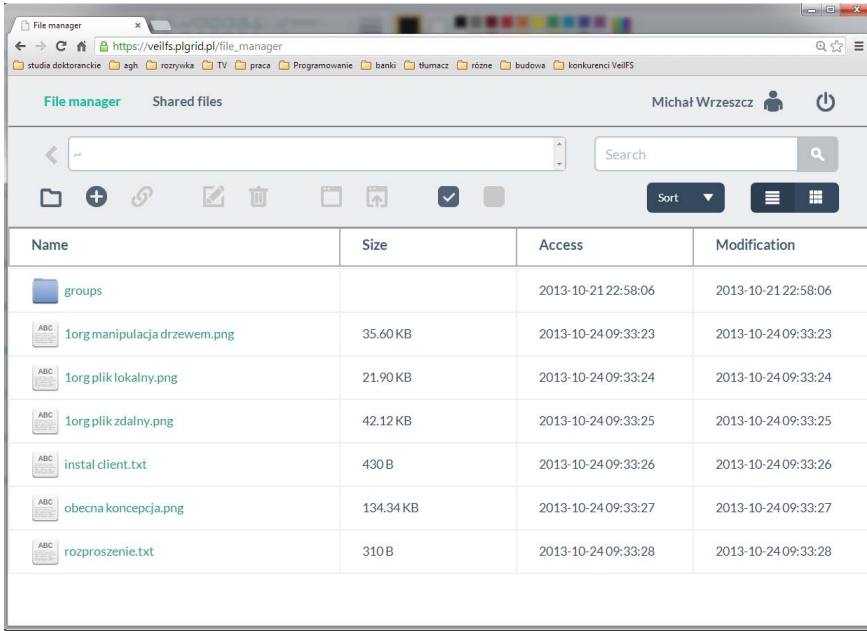 File manager
https://veilfs.plgrid.pl/file_manager
studia doktoranckie agh rozrywka TV praca Programowanie banki tłumacz różne budowa konkurenci VeilFS
File manager Shared files Michał Wrzeszcz
~ Search
Sort
Name Size Access Modification
groups 2013-10-21 22:58:06 2013-10-21 22:58:06
ABC 1org manipulacja drzewem.png 35.60 KB 2013-10-24 09:33:23 2013-10-24 09:33:23
ABC 1org plik lokalny.png 21.90 KB 2013-10-24 09:33:24 2013-10-24 09:33:24
ABC 1org plik zdalny.png 42.12 KB 2013-10-24 09:33:25 2013-10-24 09:33:25
ABC instal client.txt 430 B 2013-10-24 09:33:26 2013-10-24 09:33:26
ABC obecna koncepcja.png 134.34 KB 2013-10-24 09:33:27 2013-10-24 09:33:27
ABC rozproszenie.txt 310 B 2013-10-24 09:33:28 2013-10-24 09:33:28